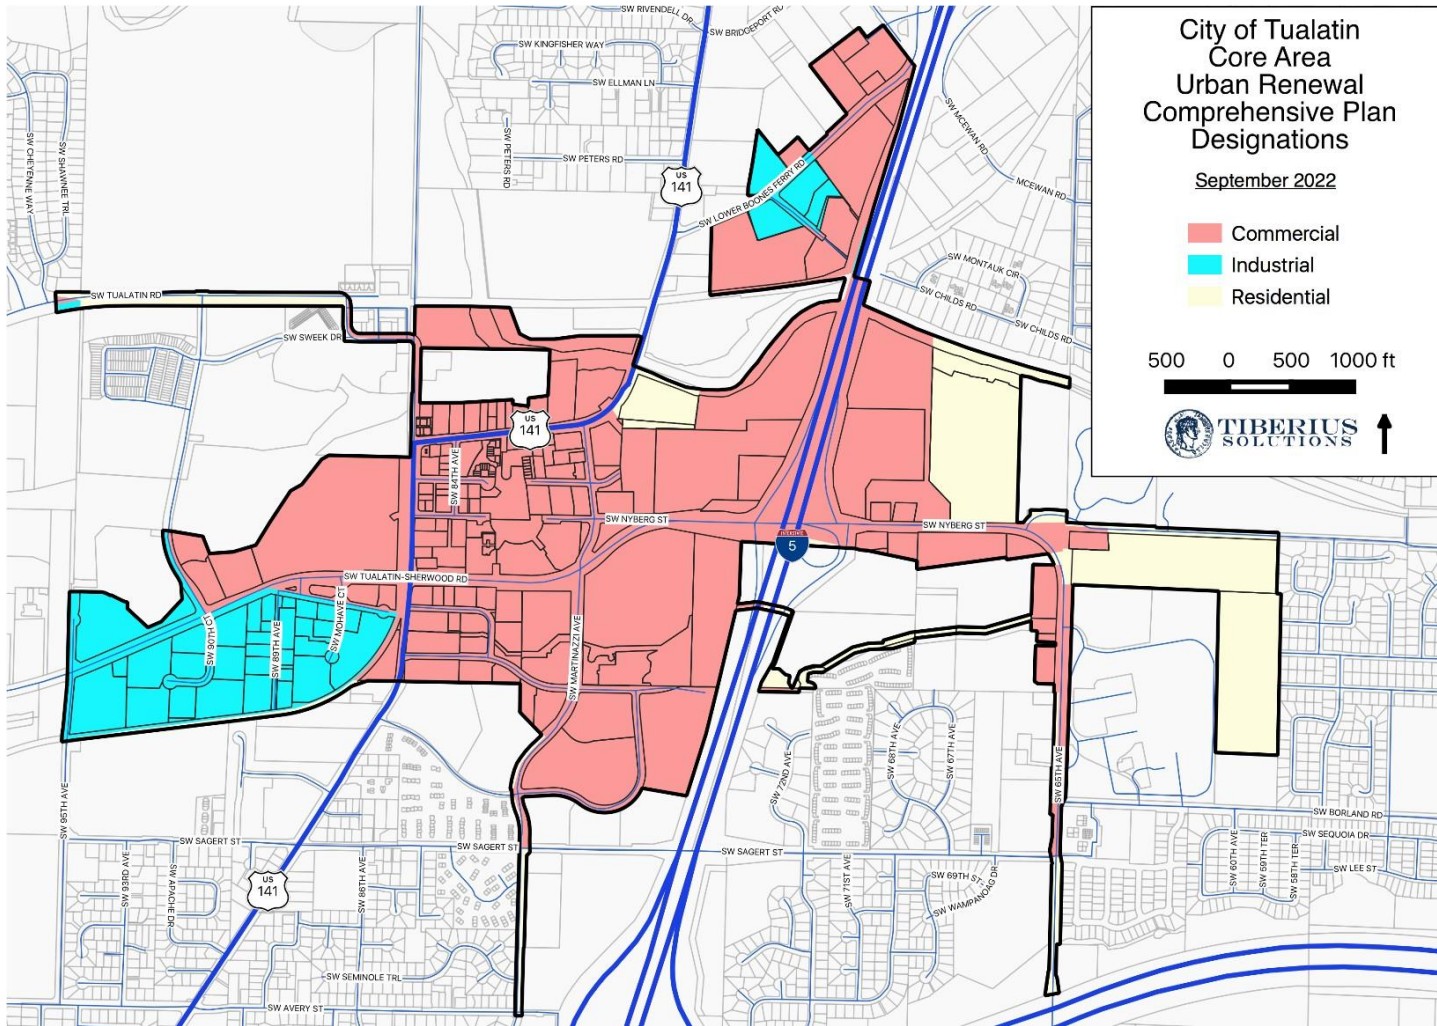 SW RIVENDELL DR
SW BRIDGEPORT RD
SW KINGFISHER WAY
SW ELLMAN LN
SW PETERS RD
SW PETERS RD
US
141
SW LOWER BOONES FERRY RD
SW MCEWAN RD
MCEWAN RD
SW MONTAUK CIR
SW CHILDS RD
SW CHILDS RD
SW CHEYENNE WAY
SW SHAWNEE TRL
SW TUALATIN RD
SW SWEEK DR
City of Tualatin
Core Area
Urban Renewal
Comprehensive Plan
Designations
September 2022
Commercial
Industrial
Residential
500 0 500 1000 ft
TIBERIUS
SOLUTIONS
US
141
SW 84TH AVE
SW NYBERG ST
SW NYBERG ST
5
SW TUALATIN-SHERWOOD RD
SW 90TH CT
SW 89TH AVE
SW MOHAVE CT
SW MARTINAZZI AVE
SW 95TH AVE
SW 72ND AVE
SW 68TH AVE
SW 67TH AVE
SW 65TH AVE
SW BORLAND RD
SW SEQUOIA DR
SW LEE ST
SW 60TH AVE
SW 59TH TER
SW 58TH TER
SW SAGERT ST
SW SAGERT ST
SW SAGERT ST
US
141
SW 93RD AVE
SW APACHE DR
SW 86TH AVE
SW 71ST AVE
SW 69TH ST
SW WAMPANOAG DR
SW SEMINOLE TRL
SW AVERY ST